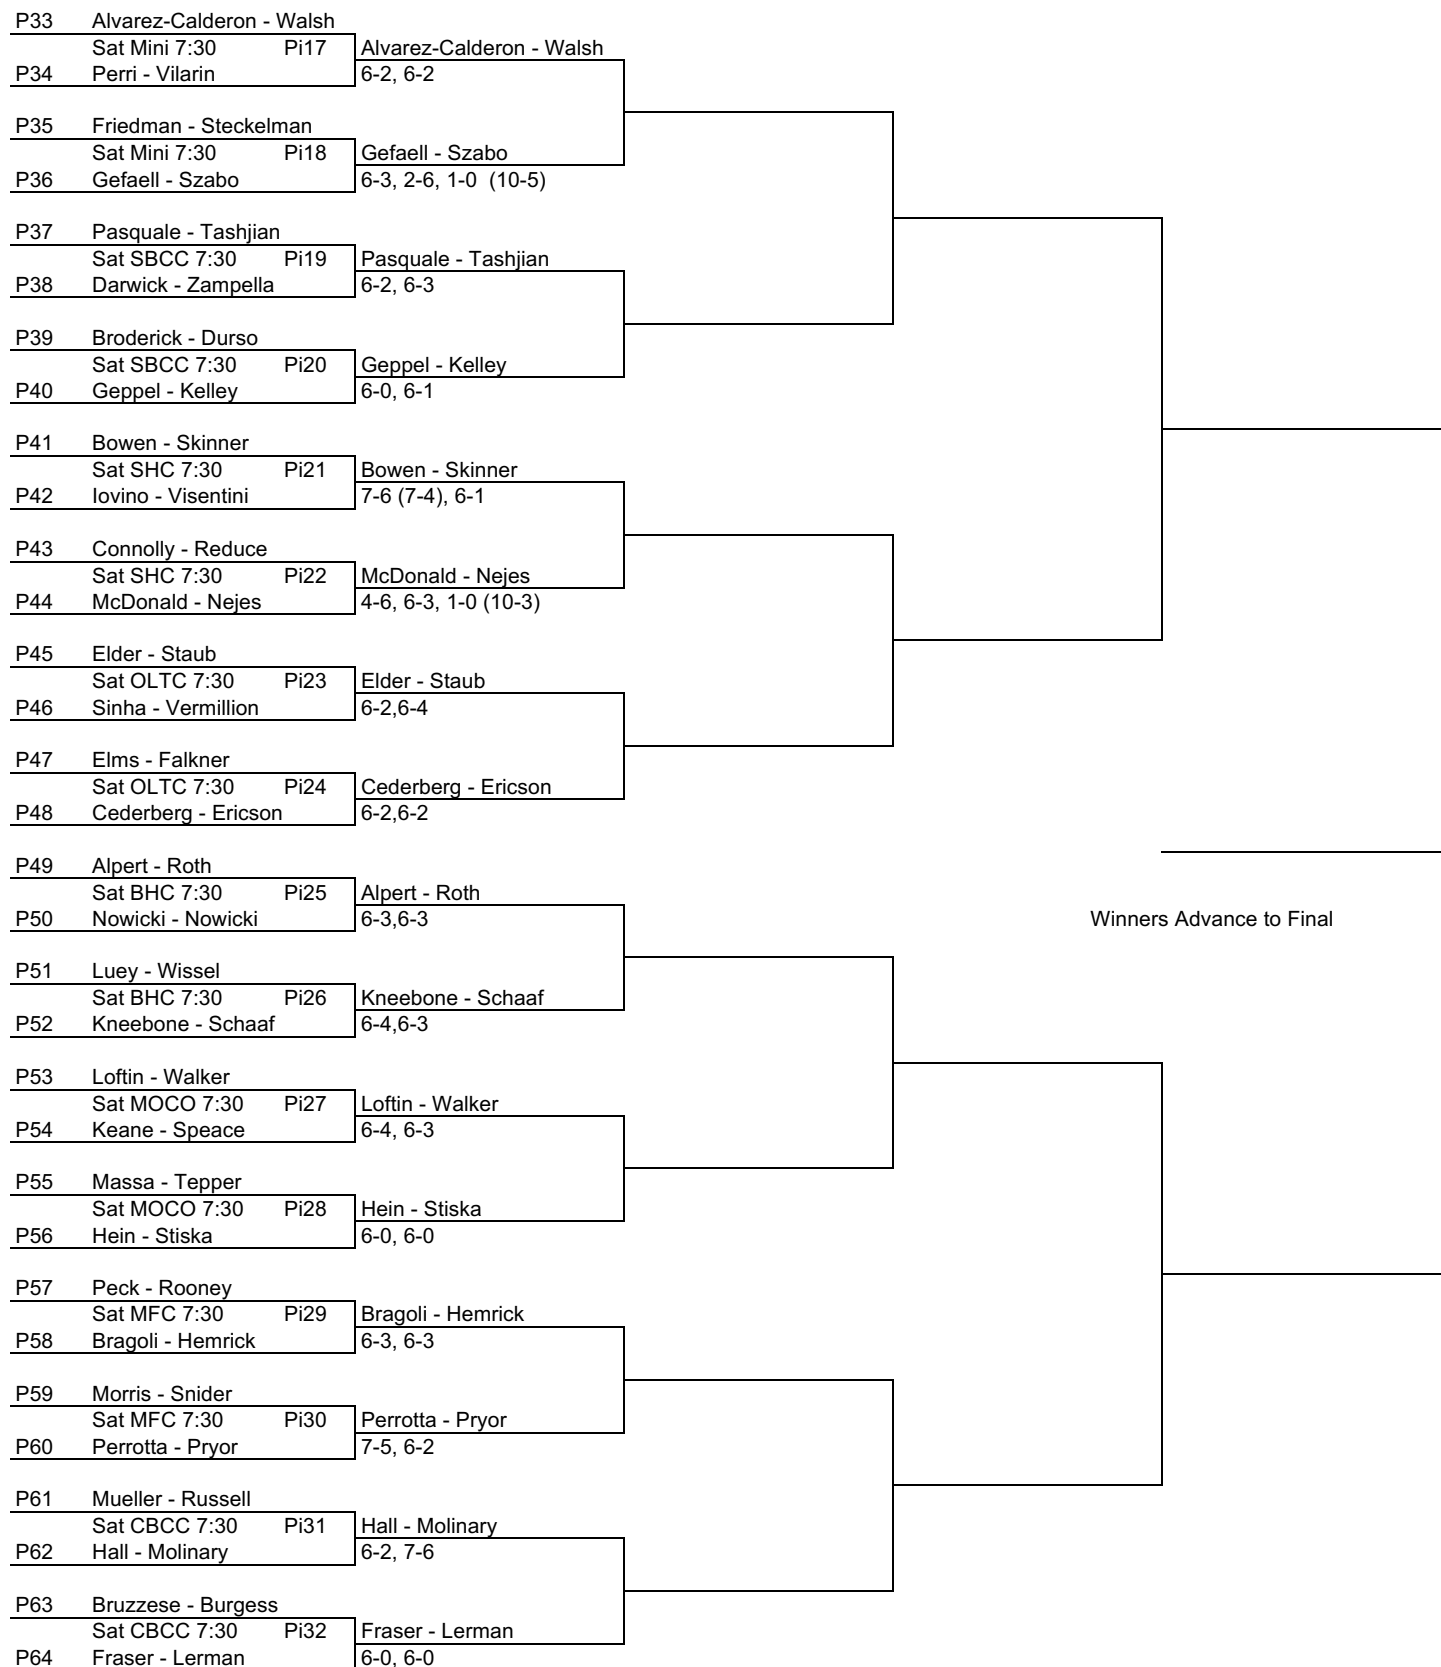 P33 Alvarez-Calderon - Walsh
Sat Mini 7:30 Pi17 Alvarez-Calderon - Walsh
P34 Perri - Vilarin 6-2, 6-2
P35 Friedman - Steckelman
Sat Mini 7:30 Pi18 Gefaell - Szabo
P36 Gefaell - Szabo 6-3, 2-6, 1-0 (10-5)
P37 Pasquale - Tashjian
Sat SBCC 7:30 Pi19 Pasquale - Tashjian
P38 Darwick - Zampella 6-2, 6-3
P39 Broderick - Durso
Sat SBCC 7:30 Pi20 Geppel - Kelley
P40 Geppel - Kelley 6-0, 6-1
P41 Bowen - Skinner
Sat SHC 7:30 Pi21 Bowen - Skinner
P42 Iovino - Visentini 7-6 (7-4), 6-1
P43 Connolly - Reduce
Sat SHC 7:30 Pi22 McDonald - Nejes
P44 McDonald - Nejes 4-6, 6-3, 1-0 (10-3)
P45 Elder - Staub
Sat OLTC 7:30 Pi23 Elder - Staub
P46 Sinha - Vermillion 6-2,6-4
P47 Elms - Falkner
Sat OLTC 7:30 Pi24 Cederberg - Ericson
P48 Cederberg - Ericson 6-2,6-2
P49 Alpert - Roth
Sat BHC 7:30 Pi25 Alpert - Roth
P50 Nowicki - Nowicki 6-3,6-3 Winners Advance to Final
P51 Luey - Wissel
Sat BHC 7:30 Pi26 Kneebone - Schaaf
P52 Kneebone - Schaaf 6-4,6-3
P53 Loftin - Walker
Sat MOCO 7:30 Pi27 Loftin - Walker
P54 Keane - Speace 6-4, 6-3
P55 Massa - Tepper
Sat MOCO 7:30 Pi28 Hein - Stiska
P56 Hein - Stiska 6-0, 6-0
P57 Peck - Rooney
Sat MFC 7:30 Pi29 Bragoli - Hemrick
P58 Bragoli - Hemrick 6-3, 6-3
P59 Morris - Snider
Sat MFC 7:30 Pi30 Perrotta - Pryor
P60 Perrotta - Pryor 7-5, 6-2
P61 Mueller - Russell
Sat CBCC 7:30 Pi31 Hall - Molinary
P62 Hall - Molinary 6-2, 7-6
P63 Bruzzese - Burgess
Sat CBCC 7:30 Pi32 Fraser - Lerman
P64 Fraser - Lerman 6-0, 6-0